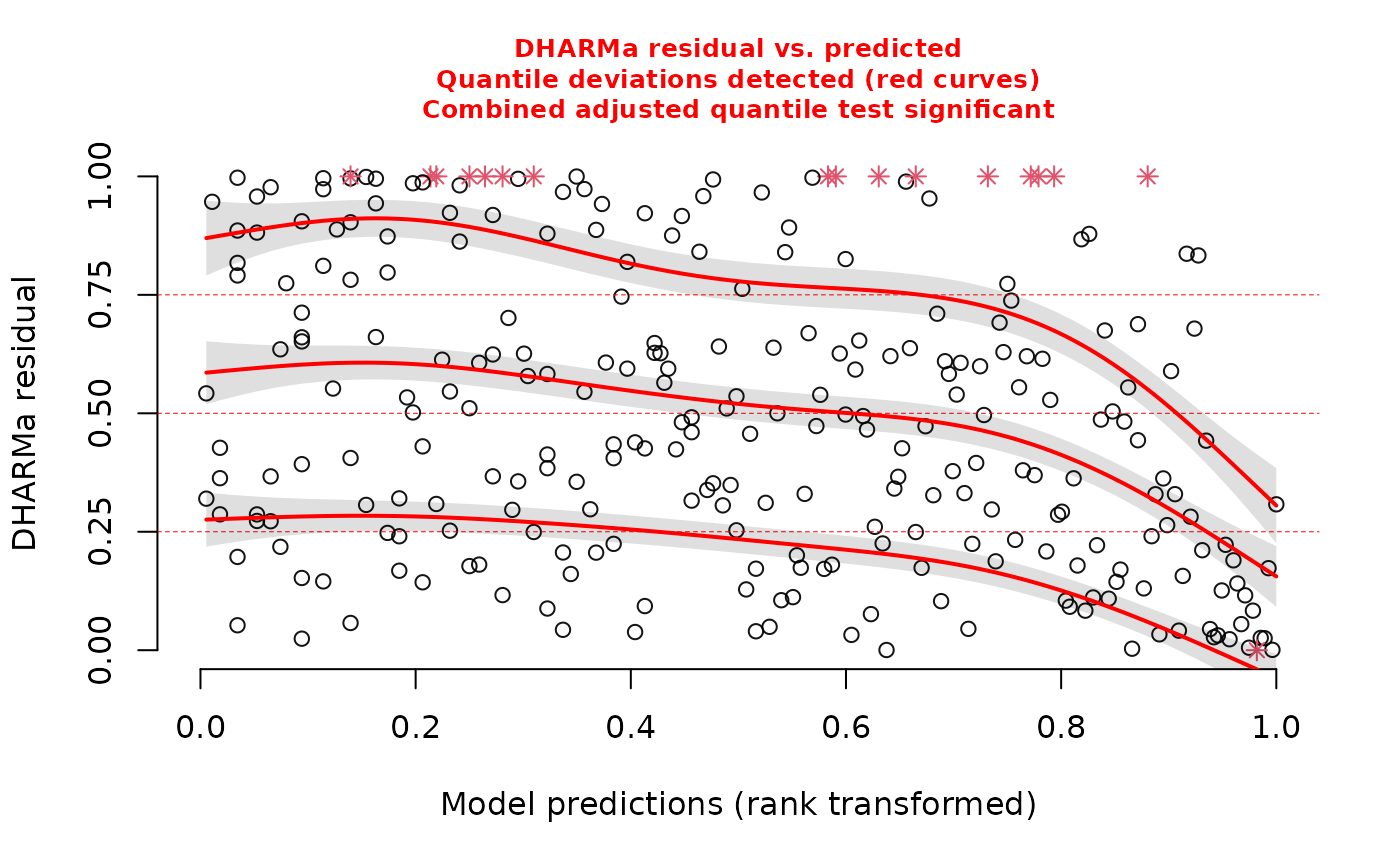 DHARMa residual vs. predicted
Quantile deviations detected (red curves)
Combined adjusted quantile test significant
DHARMa residual
1.00
0.75
0.50
0.25
0.00
0.0 0.2 0.4 0.6 0.8 1.0
Model predictions (rank transformed)